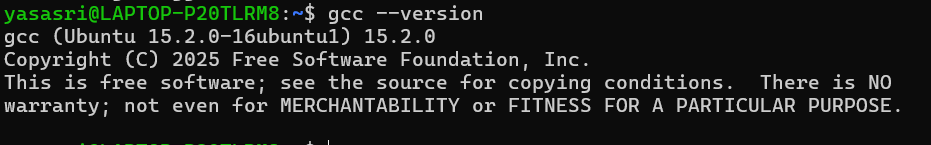 yasasri@LAPTOP-P20TLRM8:~$ gcc --version
gcc (Ubuntu 15.2.0-16ubuntu1) 15.2.0
Copyright (C) 2025 Free Software Foundation, Inc.
This is free software; see the source for copying conditions.  There is NO
warranty; not even for MERCHANTABILITY or FITNESS FOR A PARTICULAR PURPOSE.